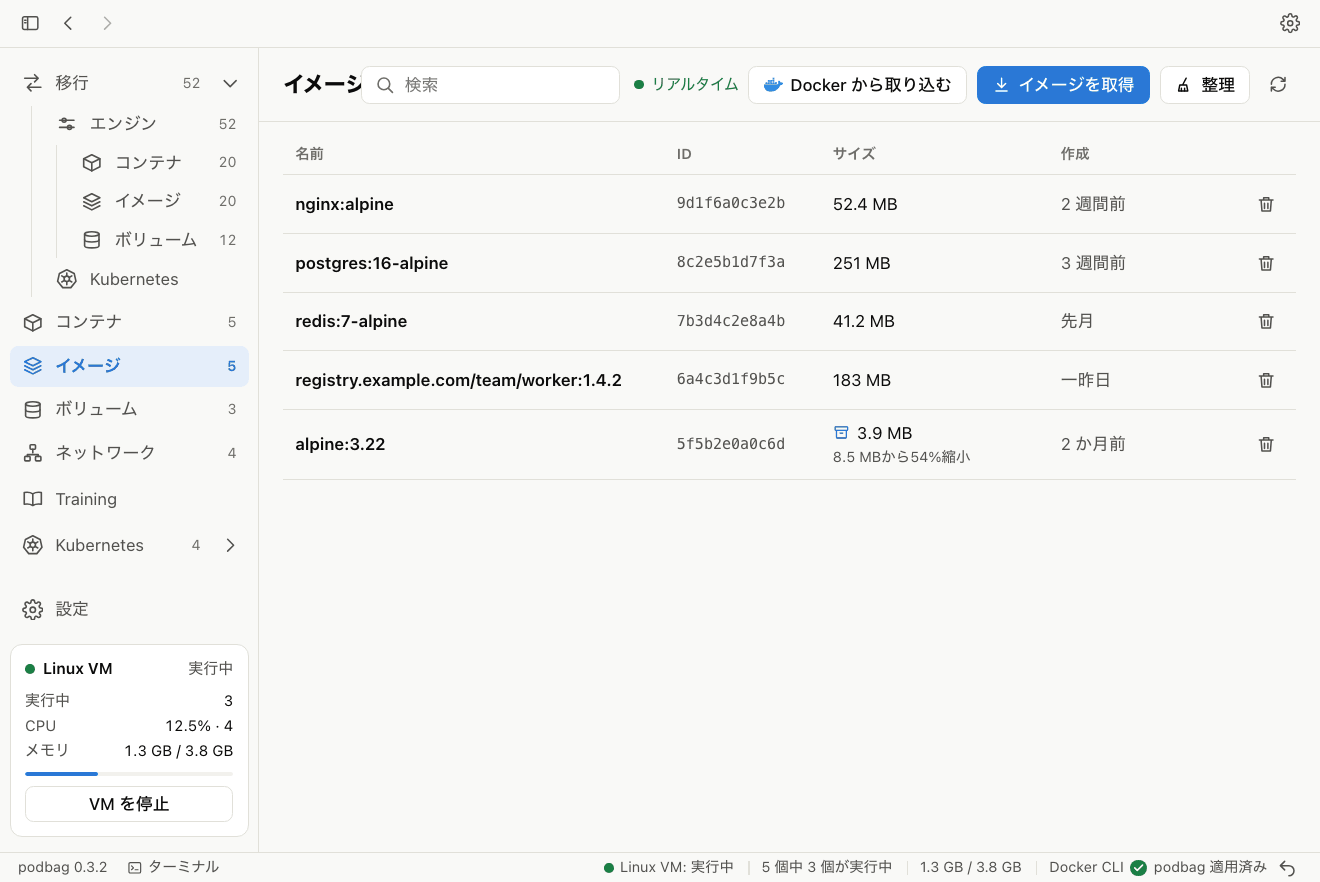 移行 52
エンジン 52
コンテナ 20
イメージ 20
ボリューム 12
Kubernetes
コンテナ 5
イメージ 5
ボリューム 3
ネットワーク 4
Training
Kubernetes 4
設定
Linux VM 実行中
実行中 3
CPU 12.5% · 4
メモリ 1.3 GB / 3.8 GB
VM を停止
イメージ 検索 リアルタイム Docker から取り込む イメージを取得 整理
名前 ID サイズ 作成
nginx:alpine 9d1f6a0c3e2b 52.4 MB 2 週間前
postgres:16-alpine 8c2e5b1d7f3a 251 MB 3 週間前
redis:7-alpine 7b3d4c2e8a4b 41.2 MB 先月
registry.example.com/team/worker:1.4.2 6a4c3d1f9b5c 183 MB 一昨日
alpine:3.22 5f5b2e0a0c6d 3.9 MB 2 か月前
8.5 MBから54%縮小
podbag 0.3.2 ターミナル Linux VM: 実行中 5 個中 3 個が実行中 1.3 GB / 3.8 GB Docker CLI podbag 適用済み